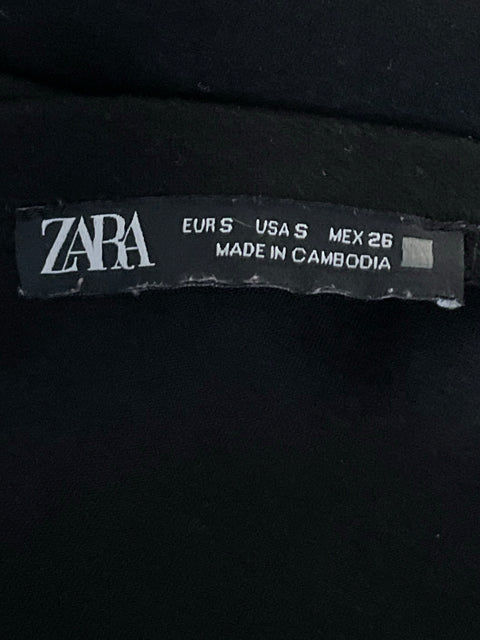 ZARA
EUR S USA S MEX 26
MADE IN CAMBODIA